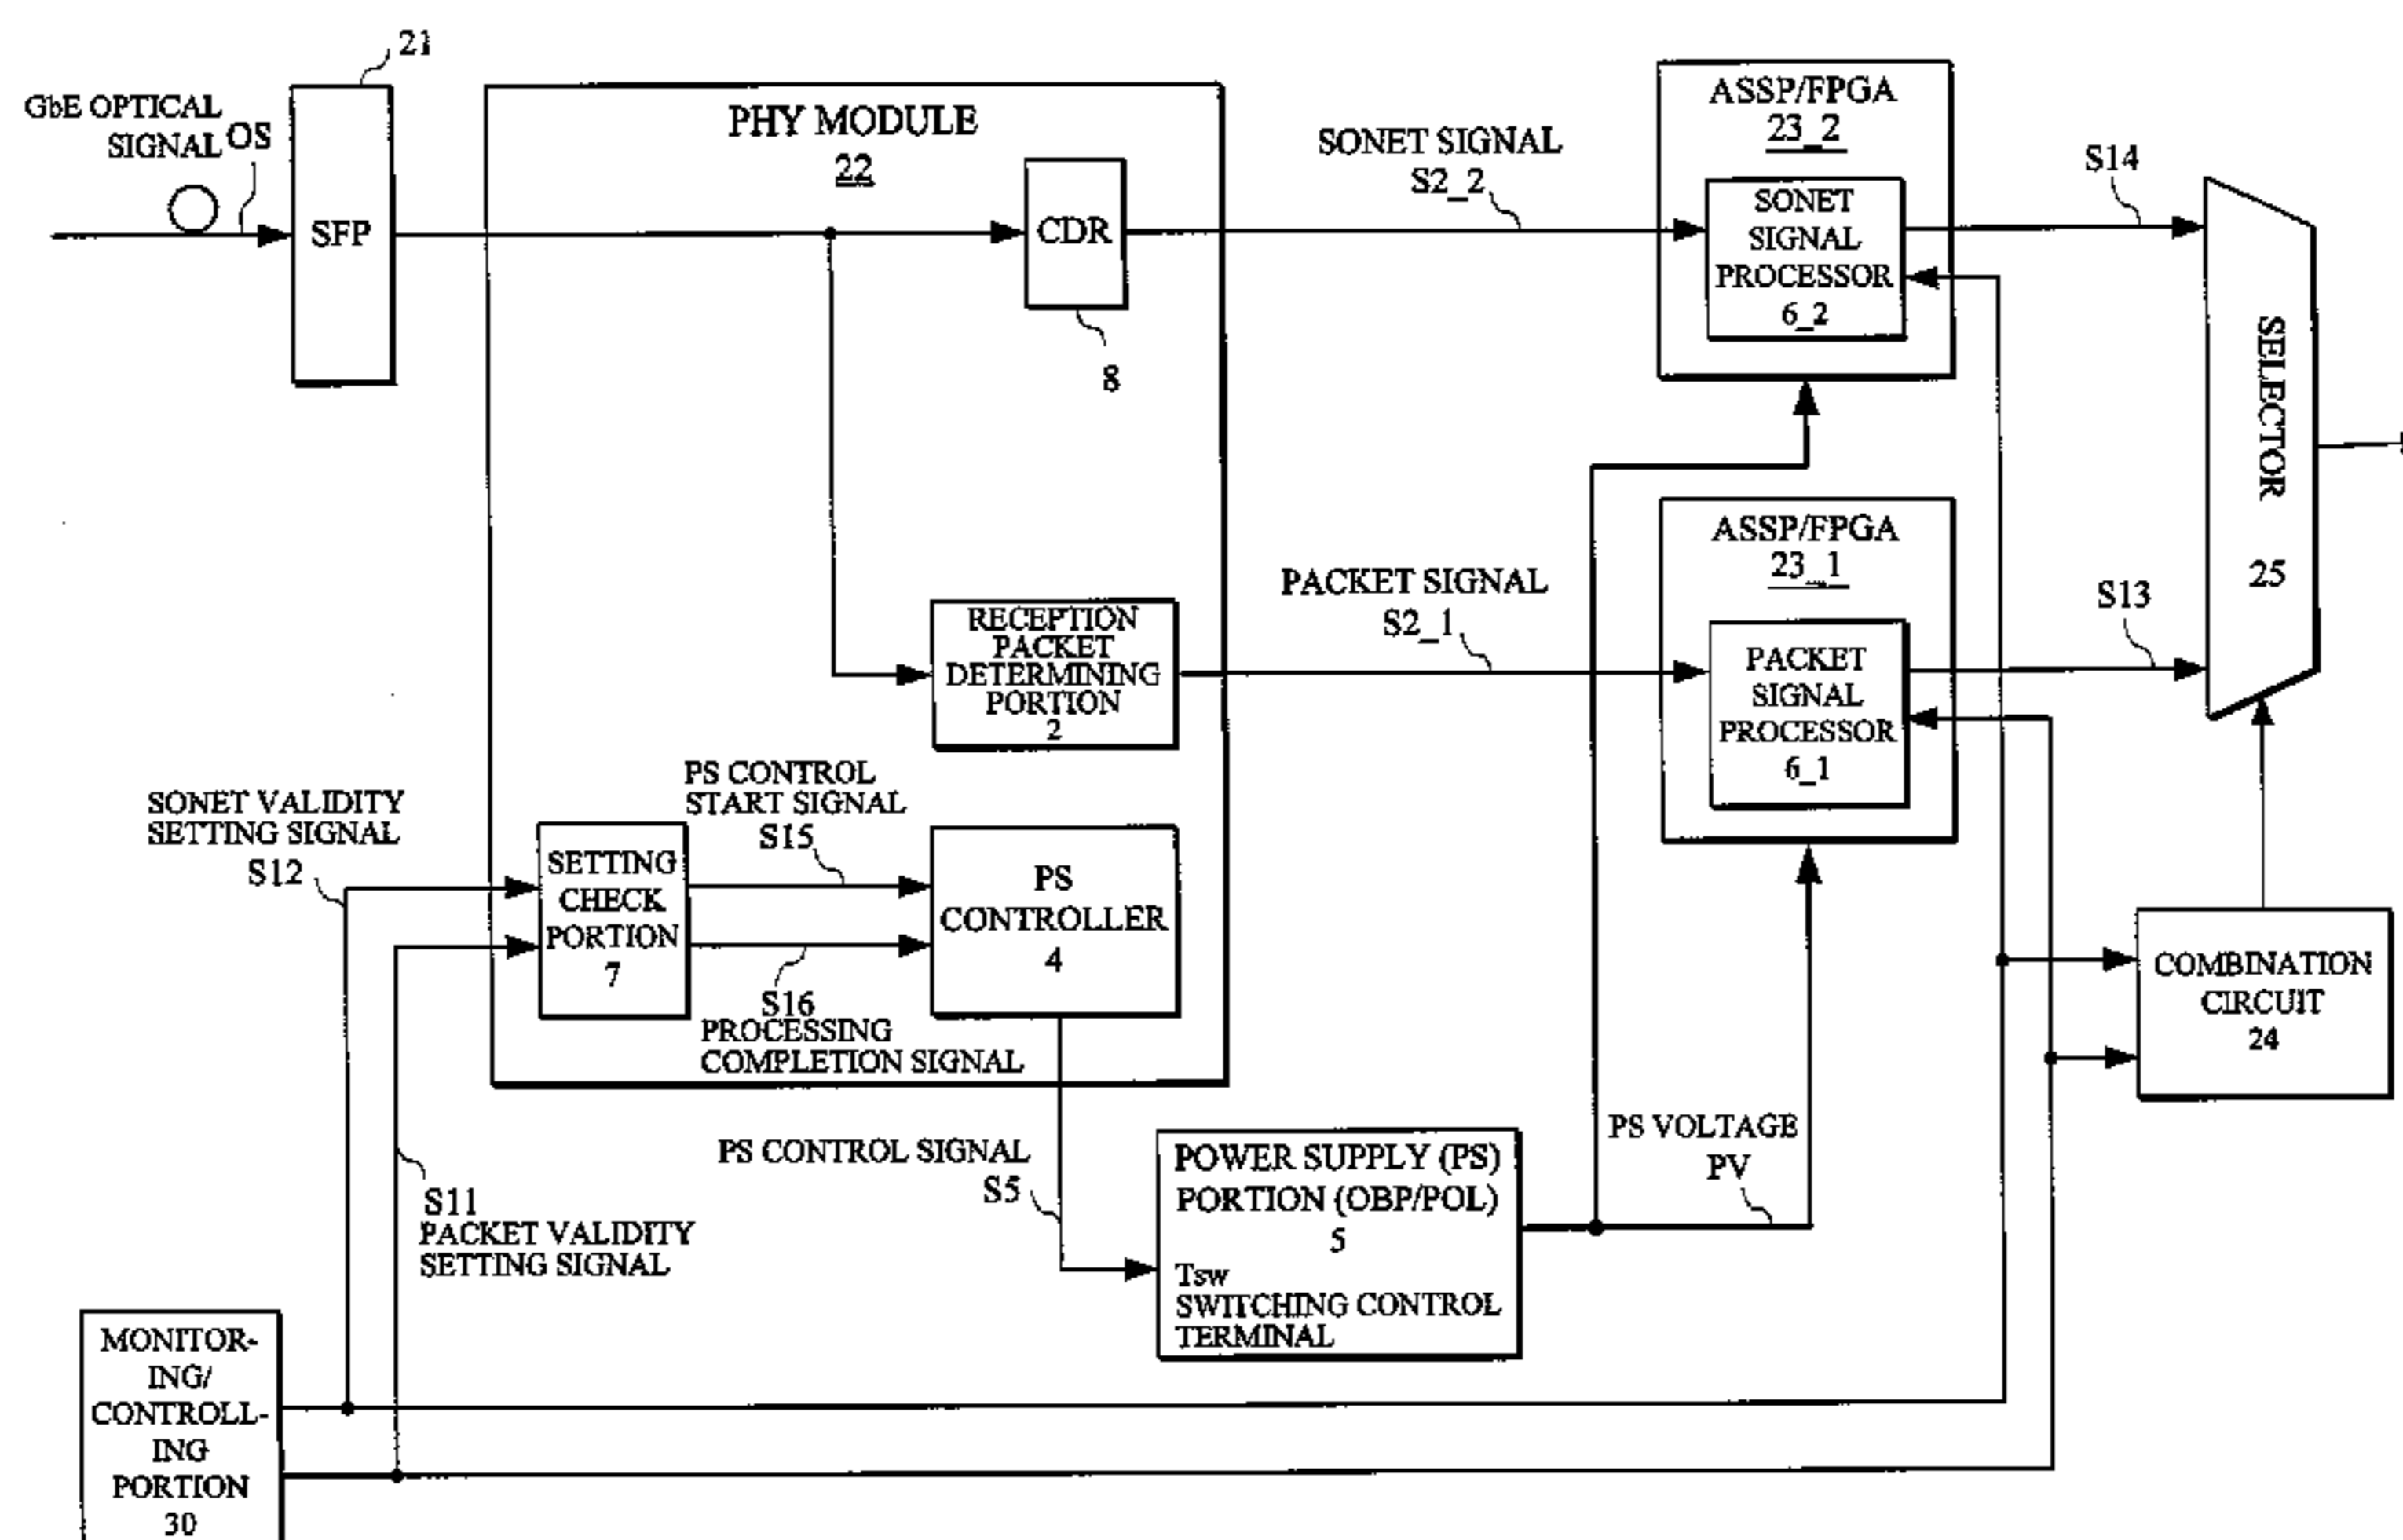 21
GbE OPTICAL
SIGNAL OS
SFP
PHY MODULE
22
CDR
8
SONET SIGNAL
S2_2
ASSP/FPGA
23_2
SONET
SIGNAL
PROCESSOR
6_2
S14
SELECTOR
25
RECEPTION
PACKET
DETERMINING
PORTION
2
PACKET SIGNAL
S2_1
ASSP/FPGA
23_1
PACKET
SIGNAL
PROCESSOR
6_1
S13
SONET VALIDITY
SETTING SIGNAL
S12
SETTING
CHECK
PORTION
7
PS CONTROL
START SIGNAL
S15
S16
PROCESSING
COMPLETION SIGNAL
PS
CONTROLLER
4
COMBINATION
CIRCUIT
24
S11
PACKET VALIDITY
SETTING SIGNAL
PS CONTROL SIGNAL
S5
POWER SUPPLY (PS)
PORTION (OBP/POL)
5
Tsw
SWITCHING CONTROL
TERMINAL
PS VOLTAGE
PV
MONITOR-
ING/
CONTROLL-
ING
PORTION
30